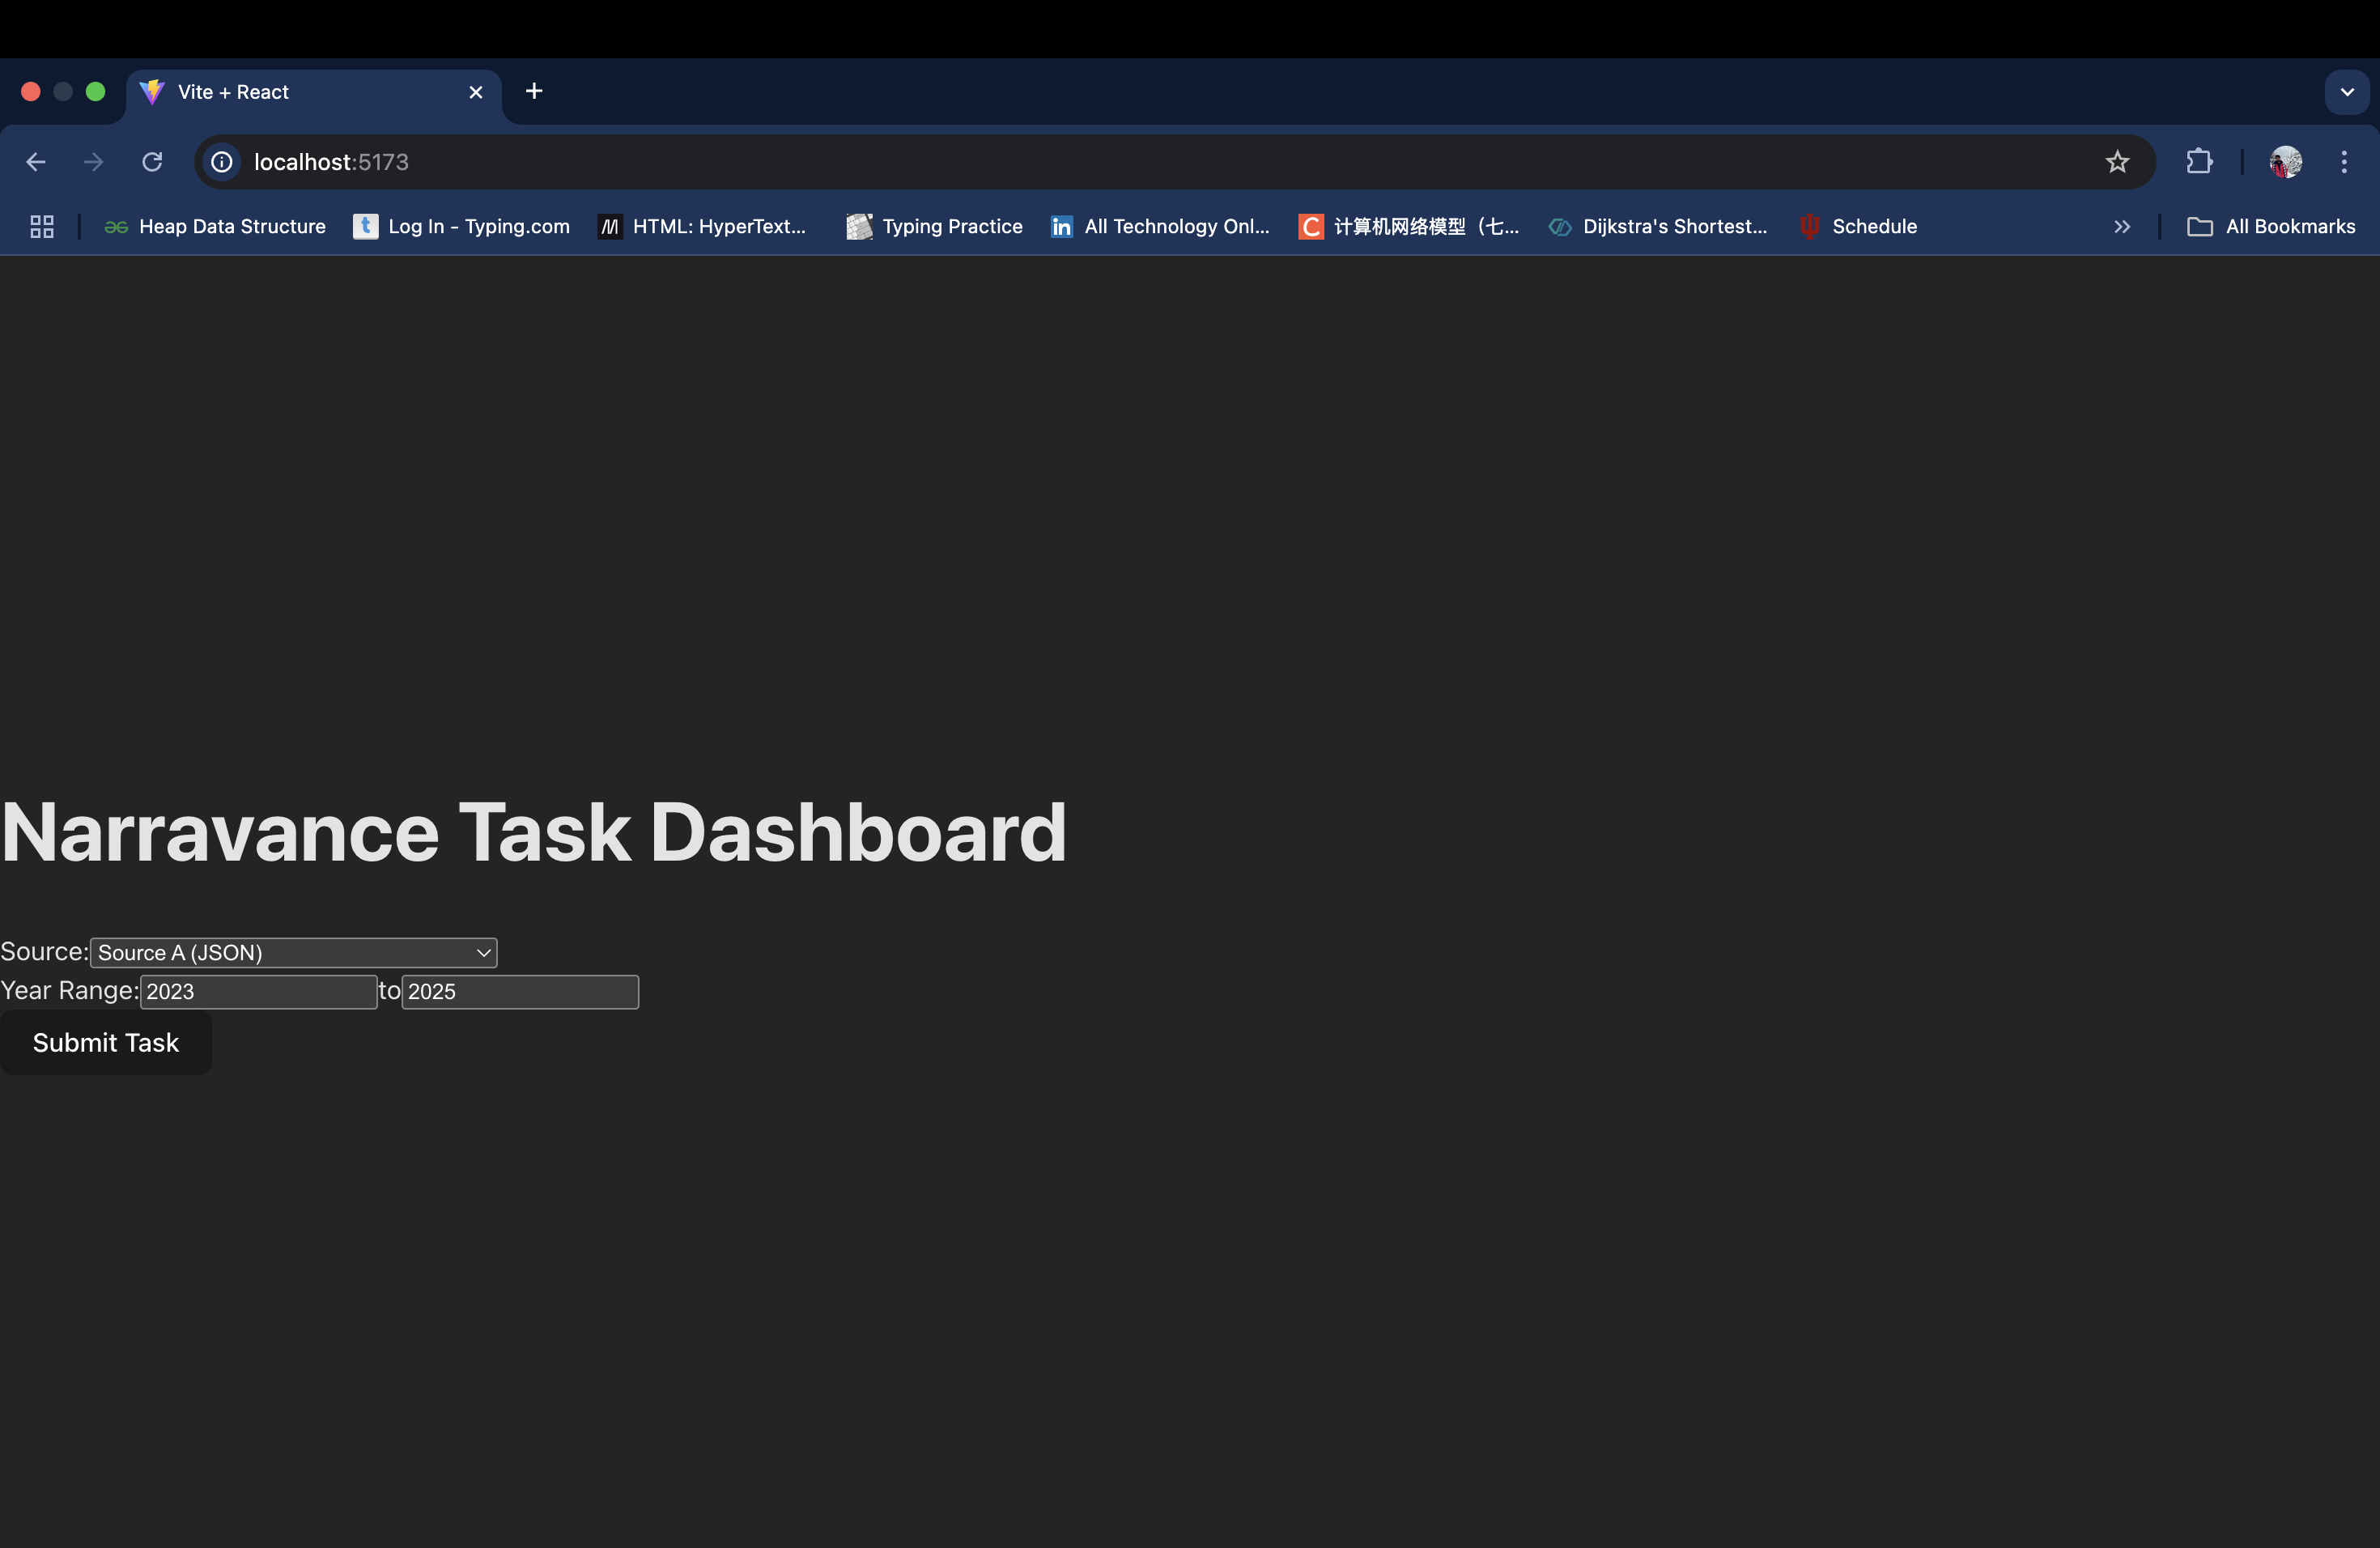 Vite + React
localhost:5173
Heap Data Structure
t Log In - Typing.com
M HTML: HyperText...
Typing Practice
in All Technology Onl...
C 计算机网络模型（七...
Dijkstra's Shortest...
Schedule
All Bookmarks
Narravance Task Dashboard
Source: Source A (JSON)
Year Range: 2023 to 2025
Submit Task